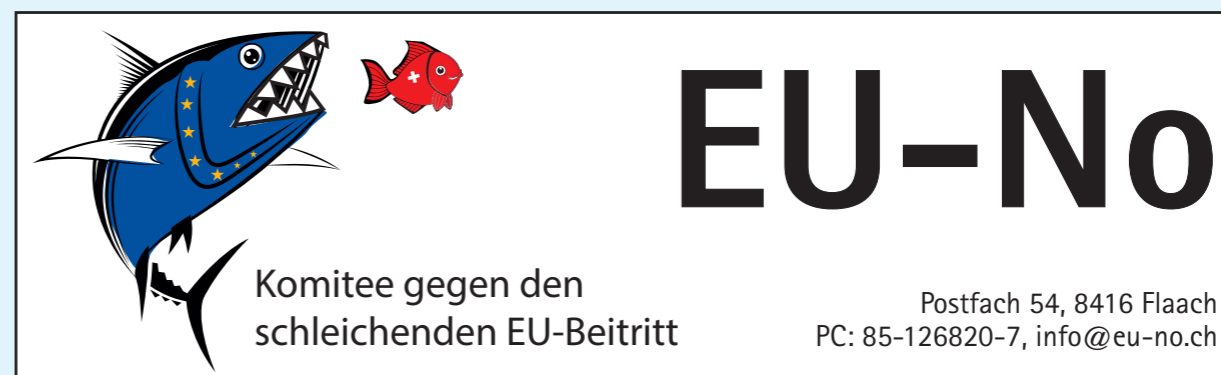 EU-No
Komitee gegen den
schleichenden EU-Beitritt
Postfach 54, 8416 Flaach
PC: 85-126820-7, info@eu-no.ch